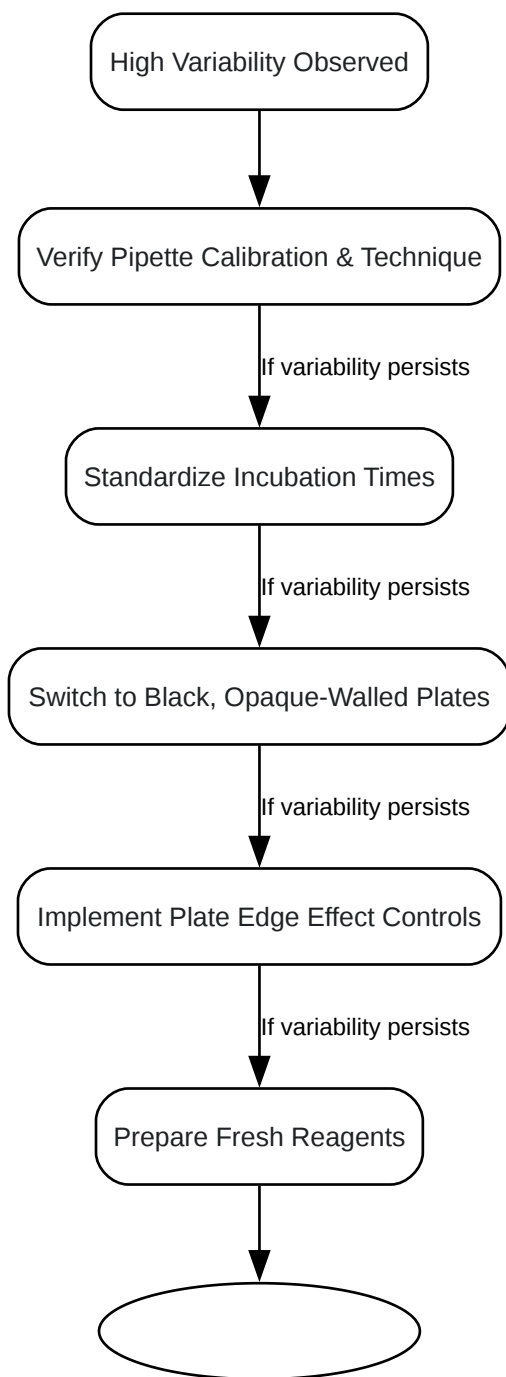 High Variability Observed
Verify Pipette Calibration & Technique
If variability persists
Standardize Incubation Times
If variability persists
Switch to Black, Opaque-Walled Plates
If variability persists
Implement Plate Edge Effect Controls
If variability persists
Prepare Fresh Reagents